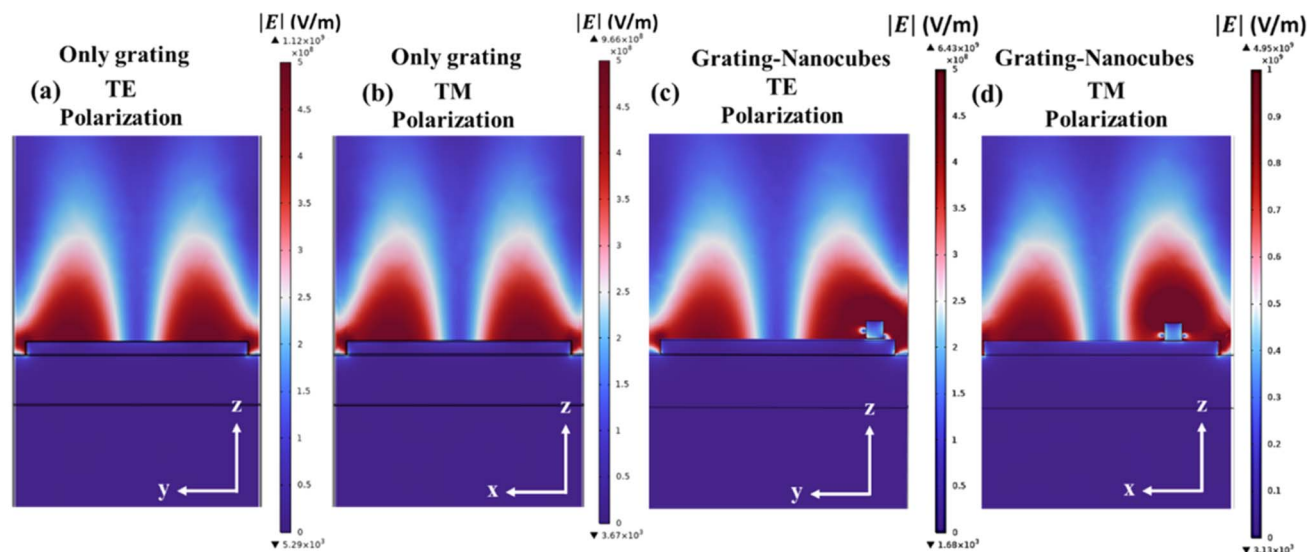 |E| (V/m)
▲ 1.12×10⁹
×10⁸
Only grating
(a) TE
Polarization
5
4.5
4
3.5
3
2.5
2
1.5
1
0.5
0
▼ 5.29×10³
z
y
|E| (V/m)
▲ 9.66×10⁸
×10⁸
Only grating
(b) TM
Polarization
5
4.5
4
3.5
3
2.5
2
1.5
1
0.5
0
▼ 3.67×10³
z
x
|E| (V/m)
▲ 6.43×10⁹
×10⁸
Grating-Nanocubes
(c) TE
Polarization
5
4.5
4
3.5
3
2.5
2
1.5
1
0.5
0
▼ 1.68×10³
z
y
|E| (V/m)
▲ 4.95×10⁹
×10⁹
Grating-Nanocubes
(d) TM
Polarization
1
0.9
0.8
0.7
0.6
0.5
0.4
0.3
0.2
0.1
0
▼ 3.13×10³
z
x